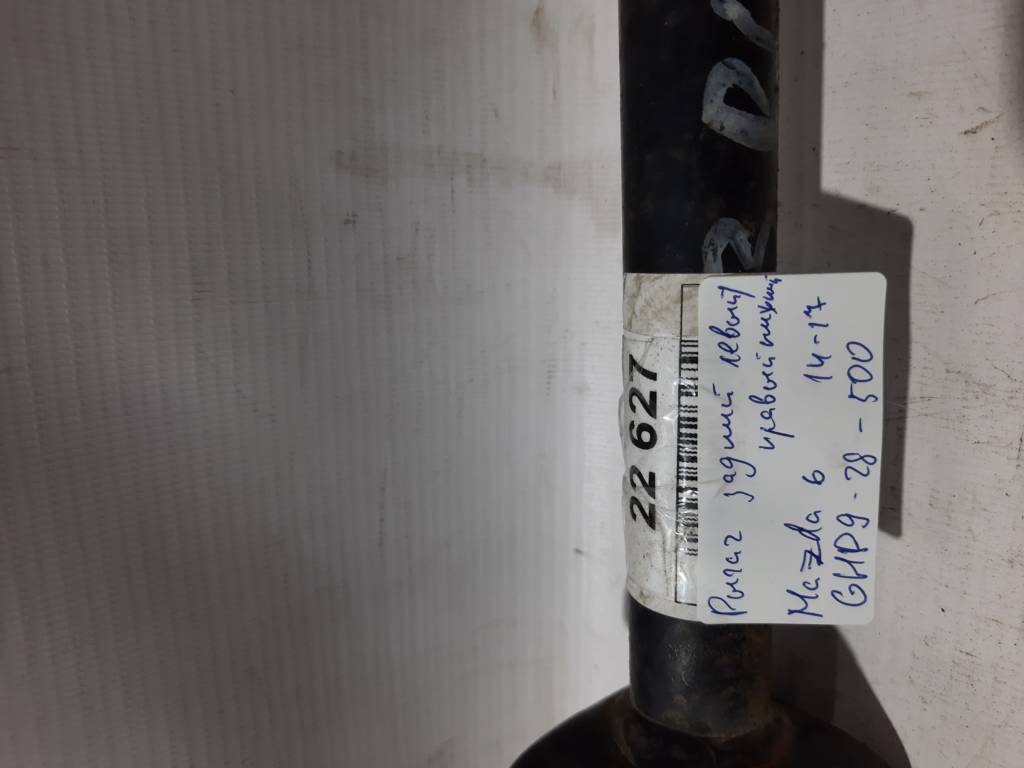 22 627
Рычаг задний левый
правый нижний
Mazda 6 14-17
GHP9-28-500